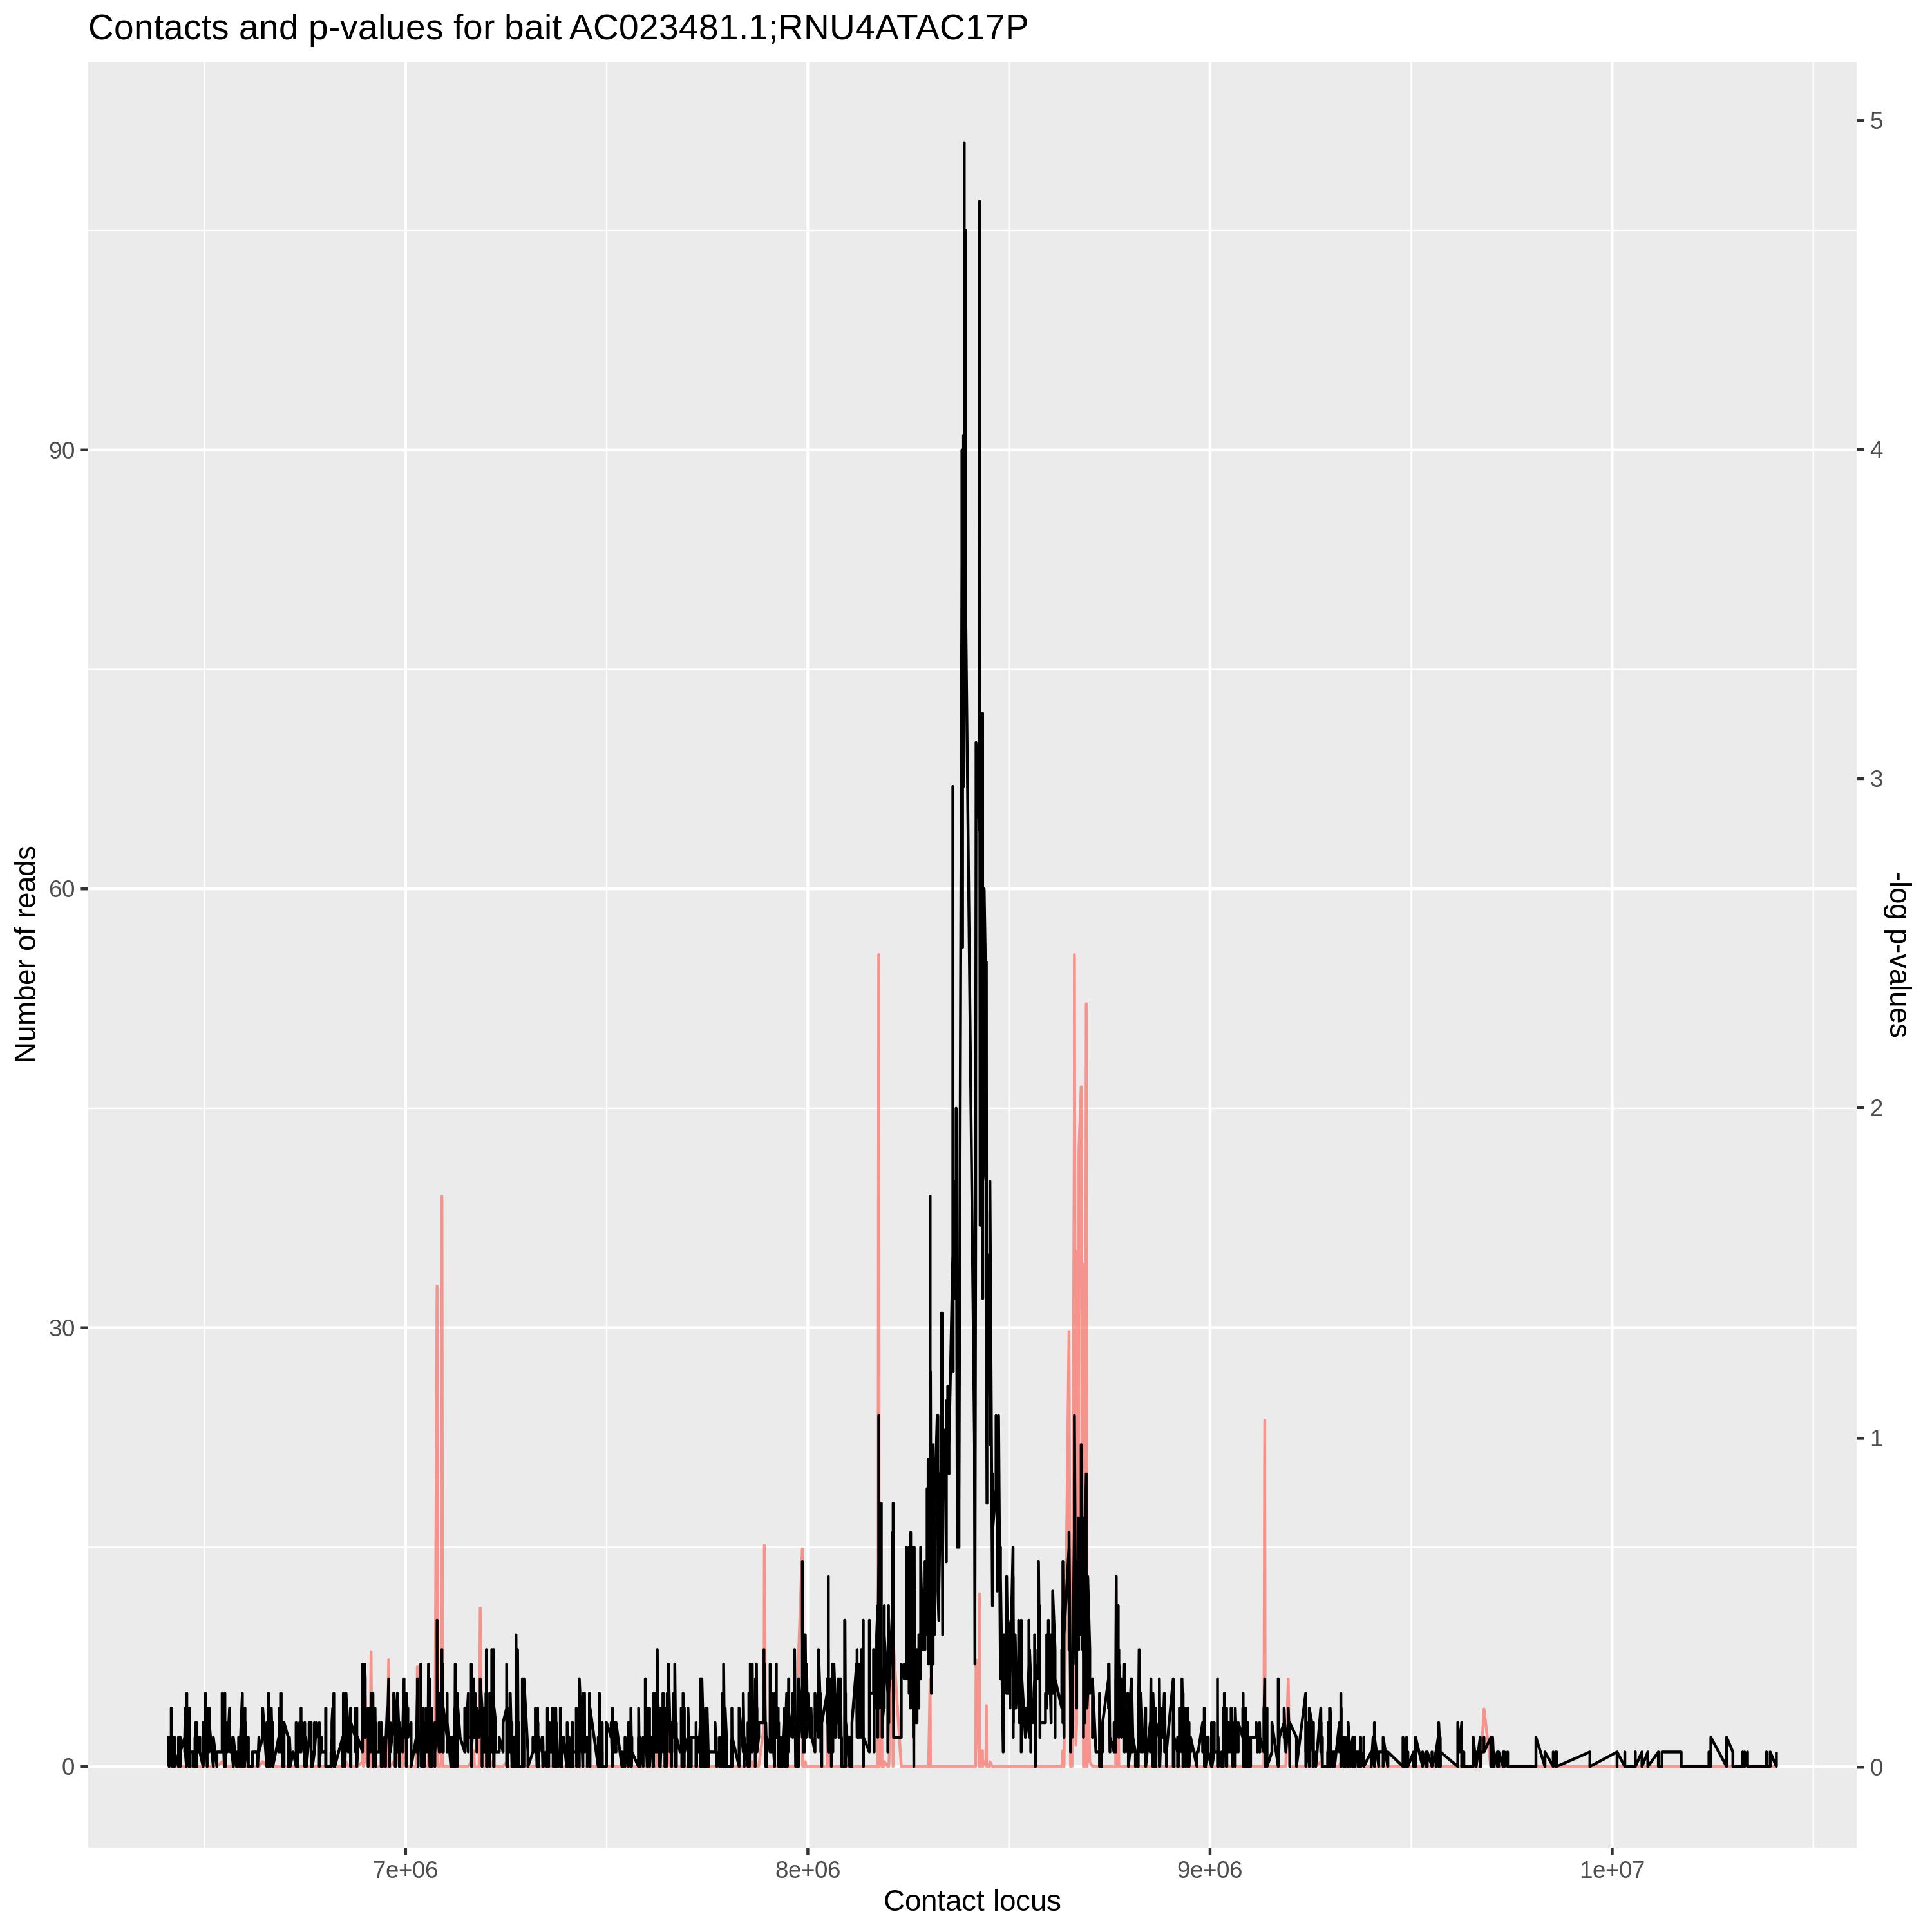 Contacts and p-values for bait AC023481.1;RNU4ATAC17P
Number of reads
90
60
30
0
5
4
3
2
1
0
-log p-values
7e+06
8e+06
9e+06
1e+07
Contact locus